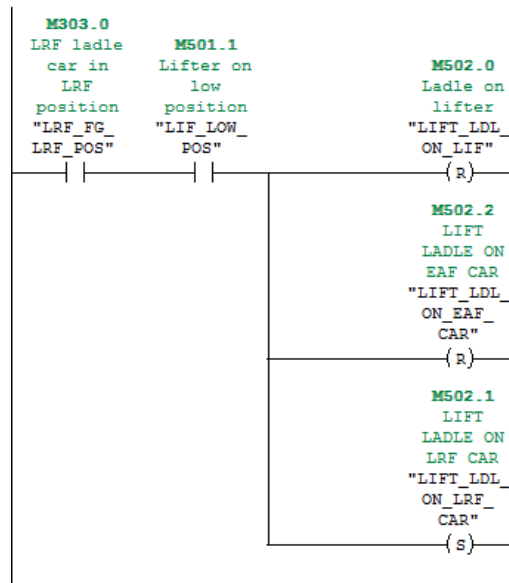 M303.0
LRF ladle
car in
LRF
position
"LRF_FG_
LRF_POS"
M501.1
Lifter on
low
position
"LIF_LOW_
POS"
M502.0
Ladle on
lifter
"LIFT_LDL_
ON_LIF"
R
M502.2
LIFT
LADLE ON
EAF CAR
"LIFT_LDL_
ON_EAF_
CAR"
R
M502.1
LIFT
LADLE ON
LRF CAR
"LIFT_LDL_
ON_LRF_
CAR"
S